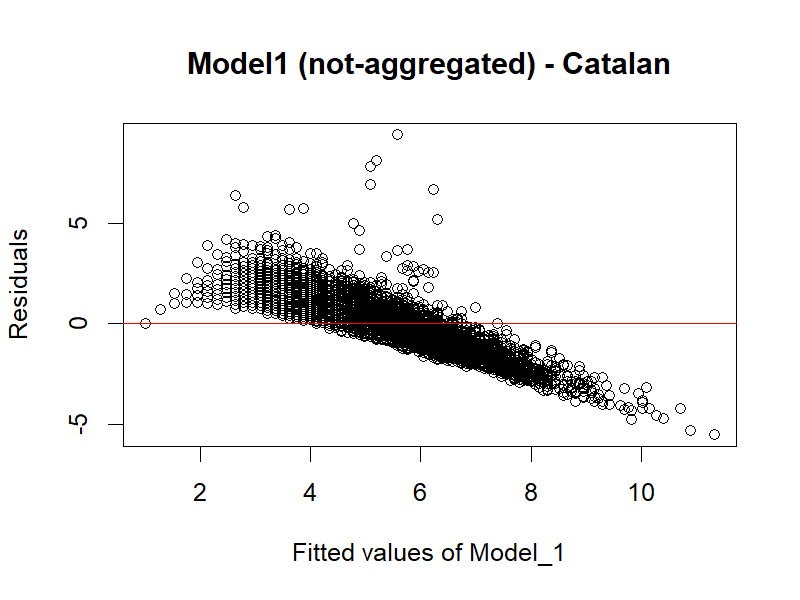 Model1 (not-aggregated) - Catalan
Residuals
5
0
-5
2 4 6 8 10
Fitted values of Model_1